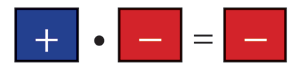 + • − = −